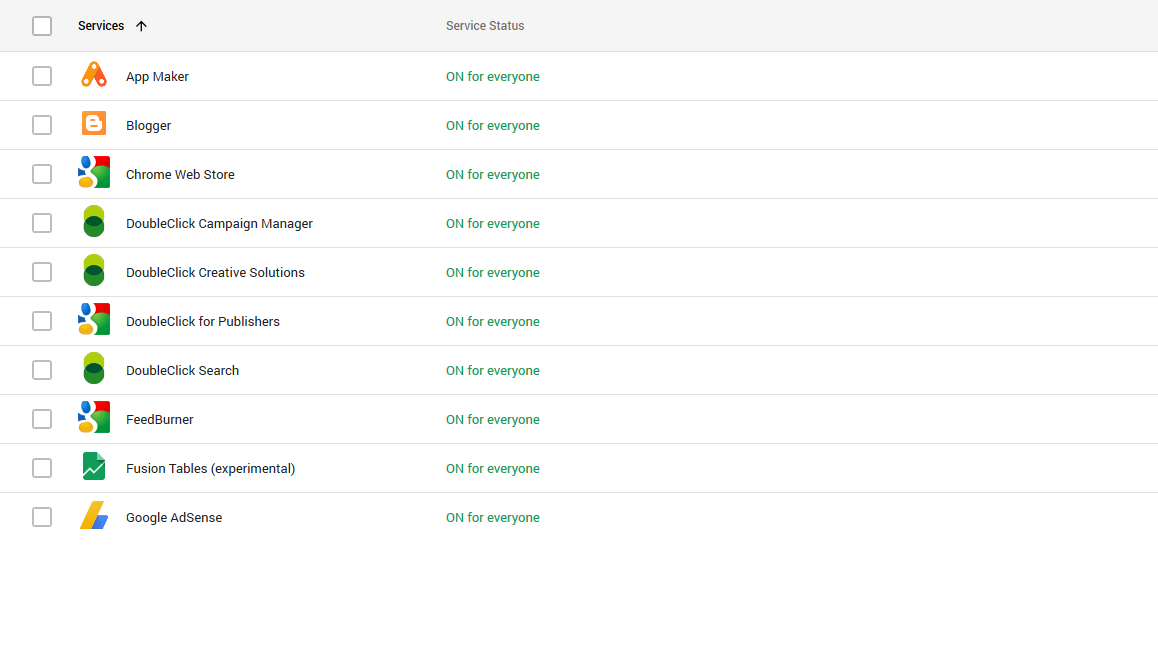 Services Service Status
App Maker ON for everyone
Blogger ON for everyone
Chrome Web Store ON for everyone
DoubleClick Campaign Manager ON for everyone
DoubleClick Creative Solutions ON for everyone
DoubleClick for Publishers ON for everyone
DoubleClick Search ON for everyone
FeedBurner ON for everyone
Fusion Tables (experimental) ON for everyone
Google AdSense ON for everyone